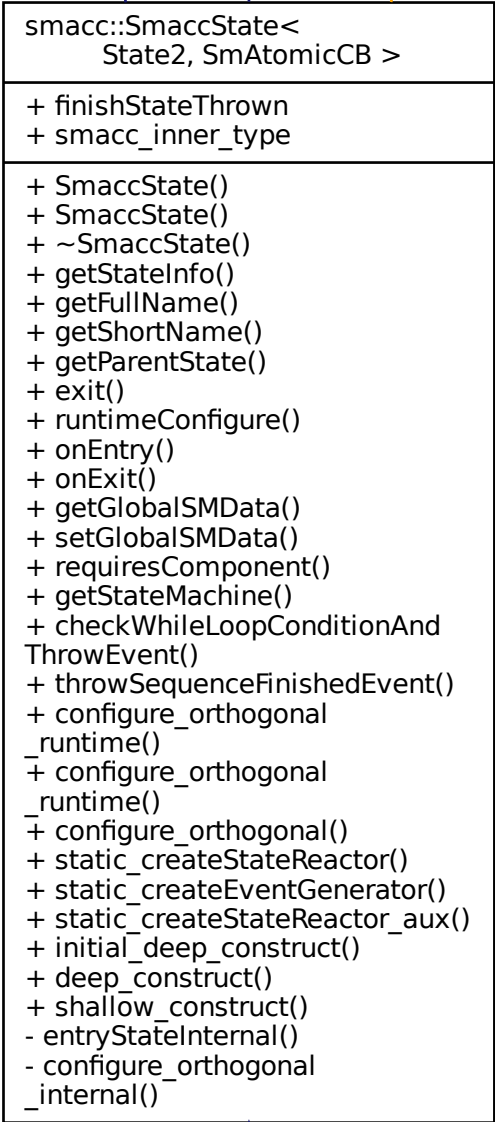 smacc::SmaccState<
State2, SmAtomicCB >
+ finishStateThrown
+ smacc_inner_type
+ SmaccState()
+ SmaccState()
+ ~SmaccState()
+ getStateInfo()
+ getFullName()
+ getShortName()
+ getParentState()
+ exit()
+ runtimeConfigure()
+ onEntry()
+ onExit()
+ getGlobalSMData()
+ setGlobalSMData()
+ requiresComponent()
+ getStateMachine()
+ checkWhileLoopConditionAnd
ThrowEvent()
+ throwSequenceFinishedEvent()
+ configure_orthogonal
_runtime()
+ configure_orthogonal
_runtime()
+ configure_orthogonal()
+ static_createStateReactor()
+ static_createEventGenerator()
+ static_createStateReactor_aux()
+ initial_deep_construct()
+ deep_construct()
+ shallow_construct()
- entryStateInternal()
- configure_orthogonal
_internal()